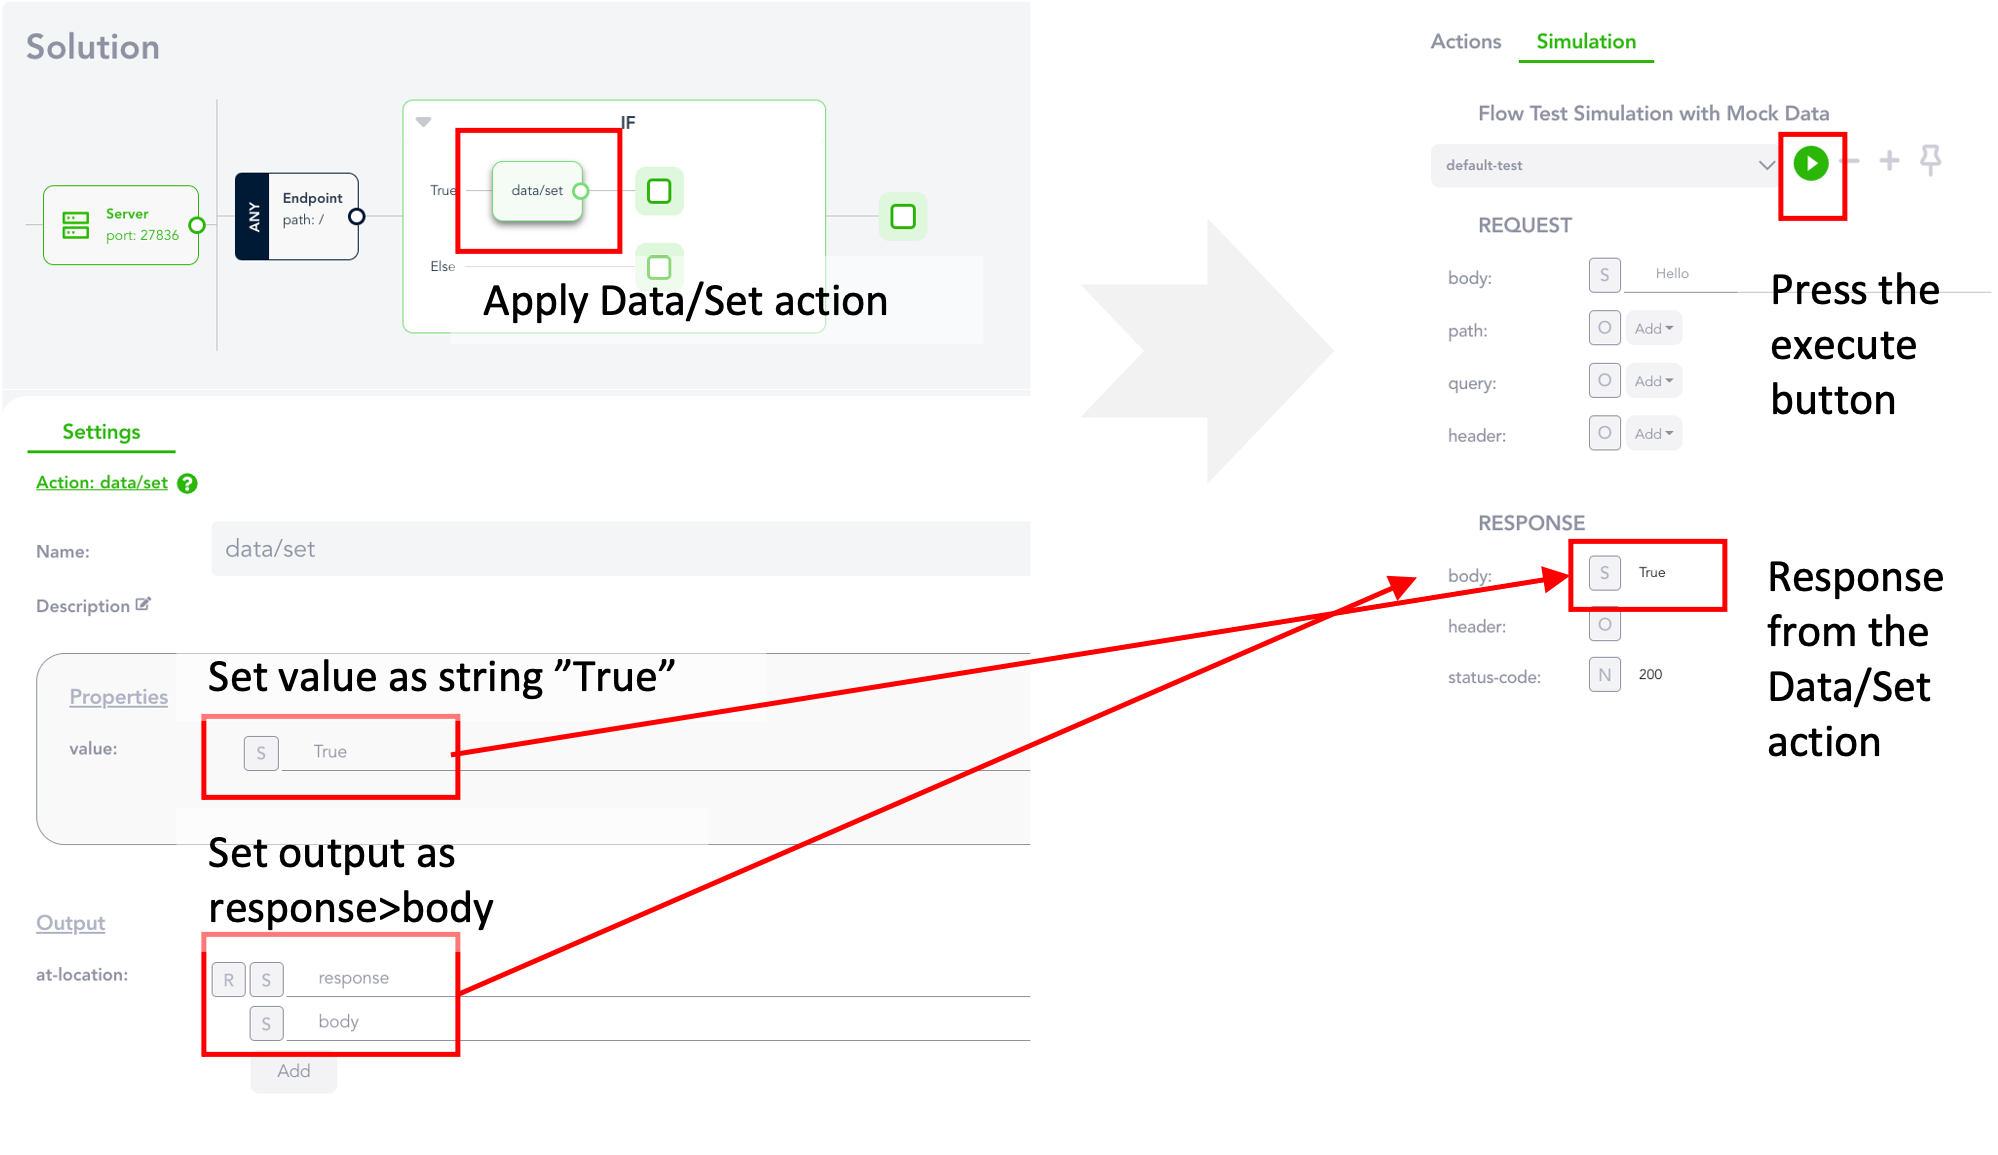 Solution
IF
True
data/set
Server
port: 27836
ANY
Endpoint
path: /
Else
Apply Data/Set action
Settings
Action: data/set ?
Name:
data/set
Description
Set value as string ”True”
Properties
value:
S
True
Set output as
response>body
Output
at-location:
R S response
S body
Add
Actions Simulation
Flow Test Simulation with Mock Data
default-test
REQUEST
body: S Hello
path: O Add
query: O Add
header: O Add
Press the
execute
button
RESPONSE
body: S True
header: O
status-code: N 200
Response
from the
Data/Set
action